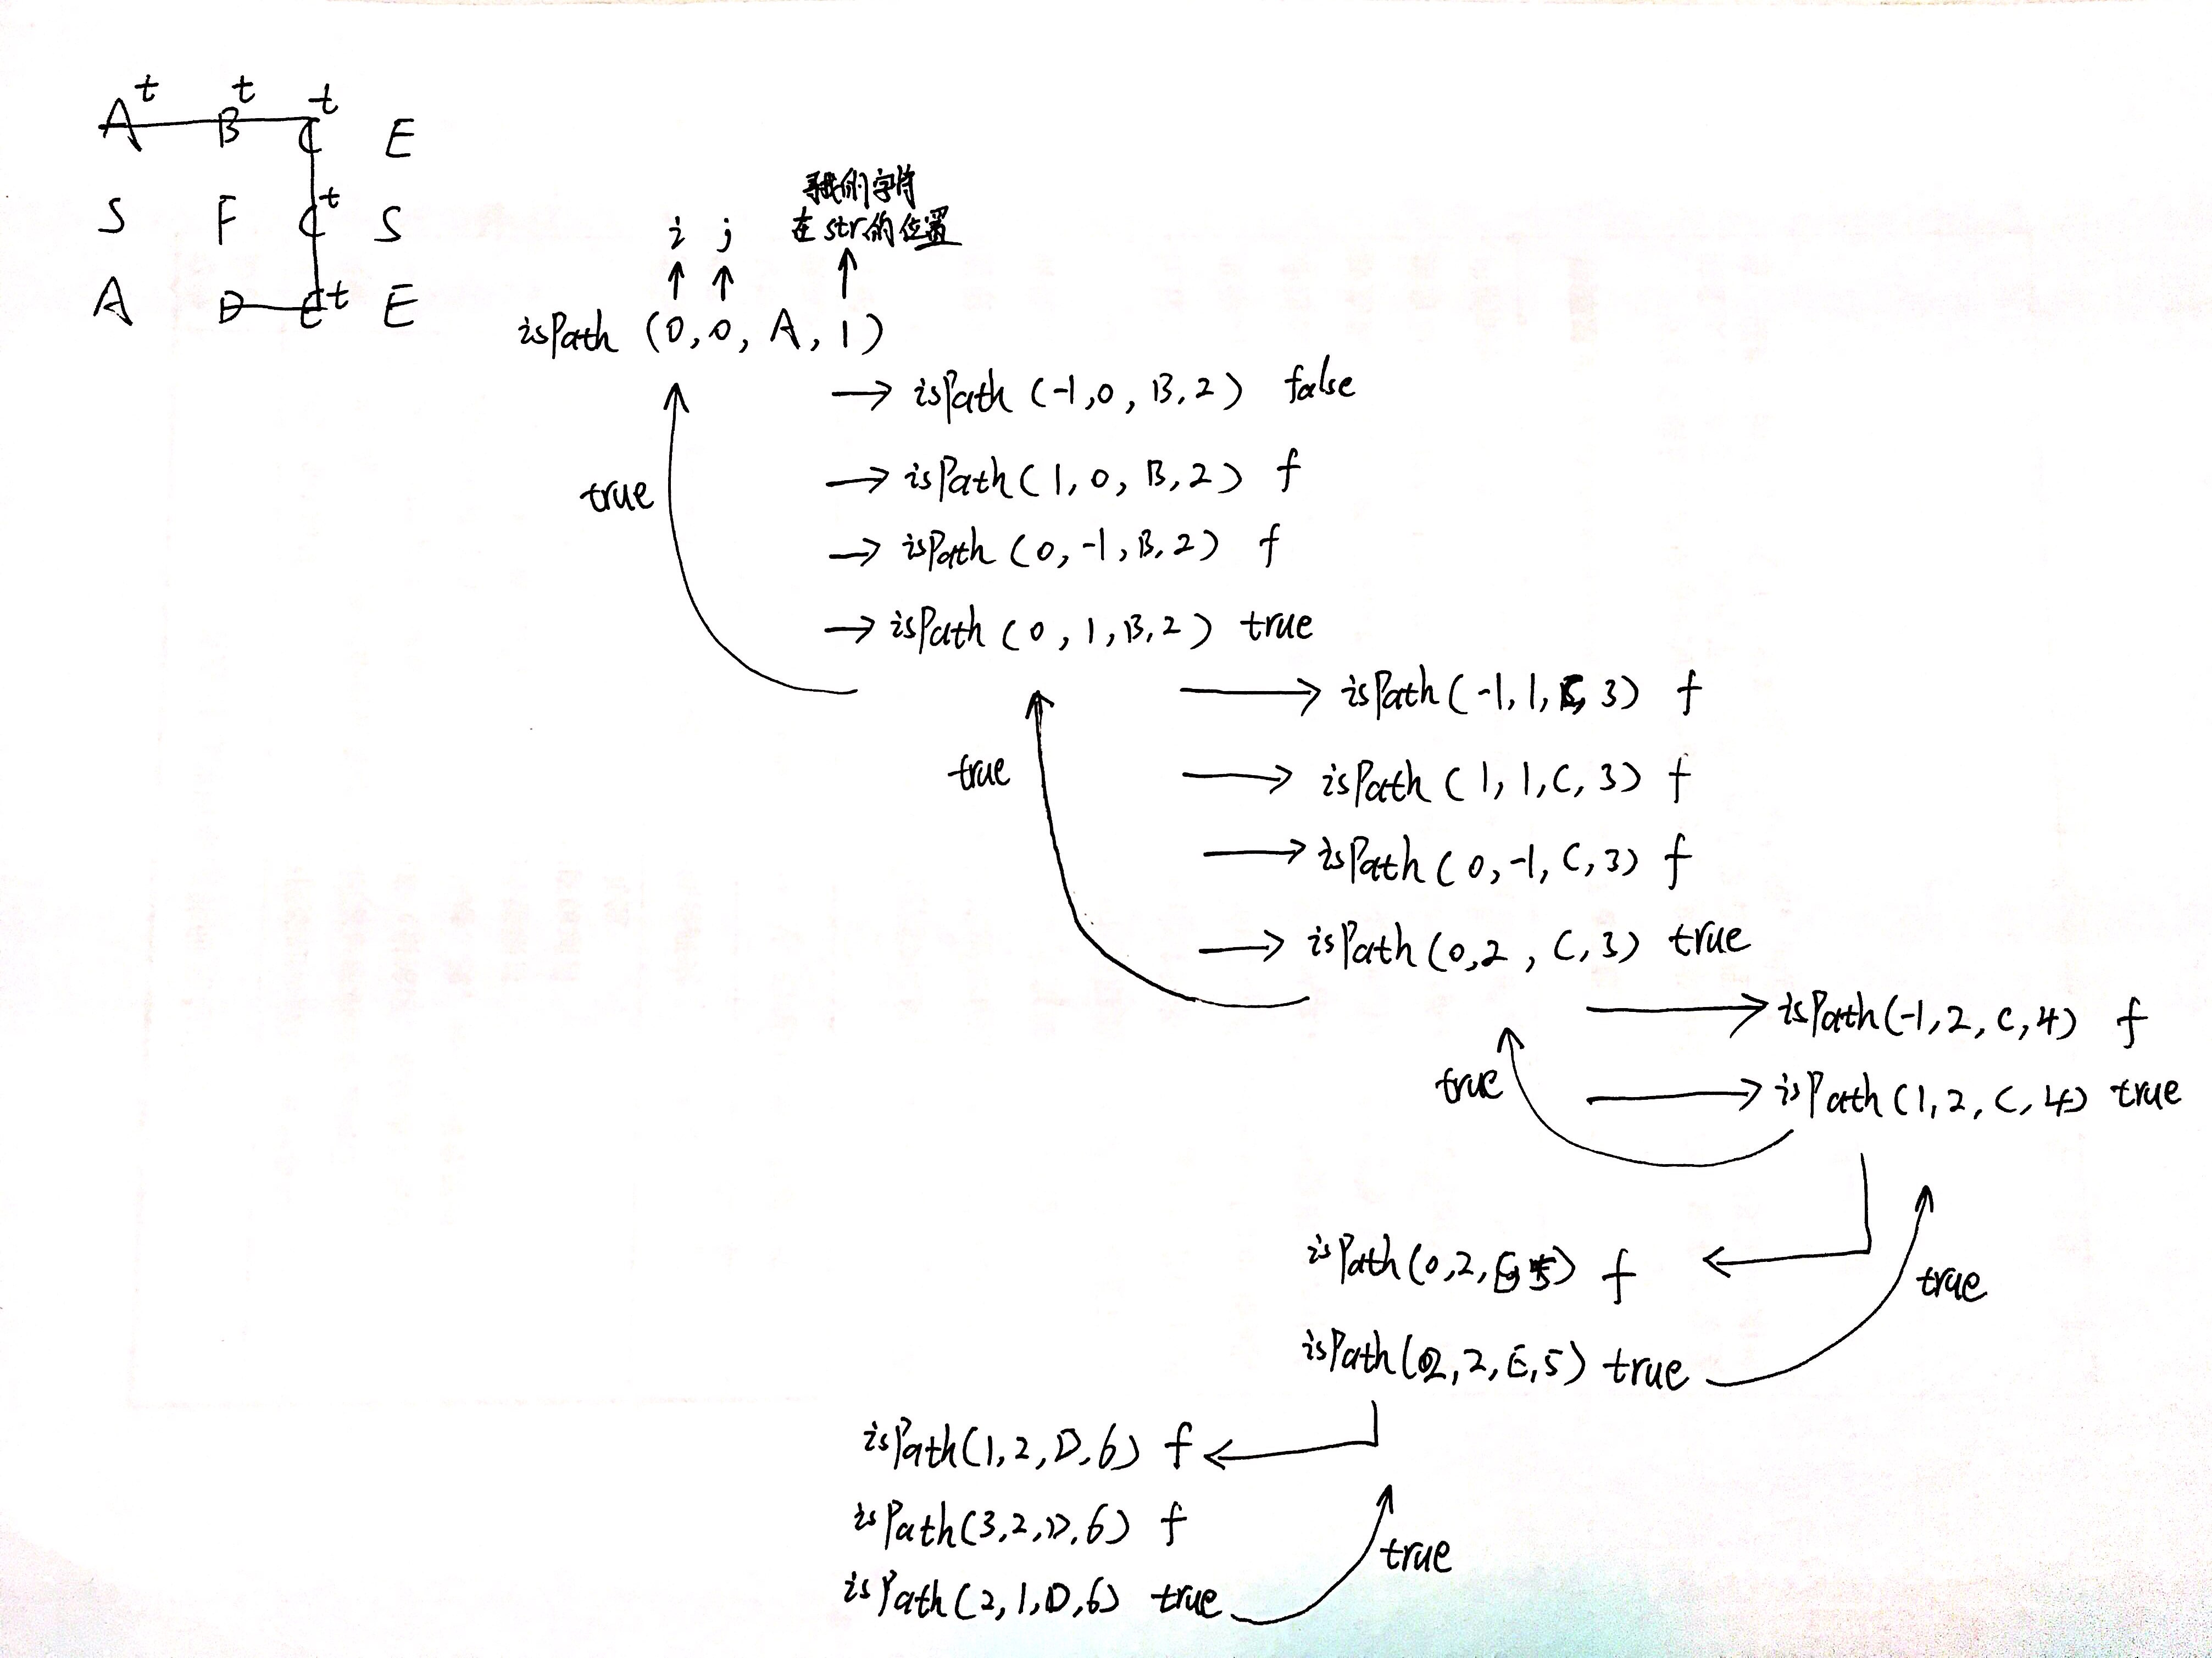 t t t
A B C E
S F C t S
A D E t E
寻找的字符
i j 在str的位置
isPath (0,0,A,1)
→ isPath (-1,0,B,2) false
→ isPath (1,0,B,2) f
true
→ isPath (0,-1,B,2) f
→ isPath (0,1,B,2) true
→ isPath (-1,1,C,3) f
true
→ isPath (1,1,C,3) f
→ isPath (0,-1,C,3) f
→ isPath (0,2,C,3) true
→ isPath (-1,2,C,4) f
true
→ isPath (1,2,C,4) true
isPath (0,2,E,5) f
true
isPath (2,2,E,5) true
isPath (1,2,D,6) f
isPath (3,2,D,6) f
true
isPath (2,1,D,6) true